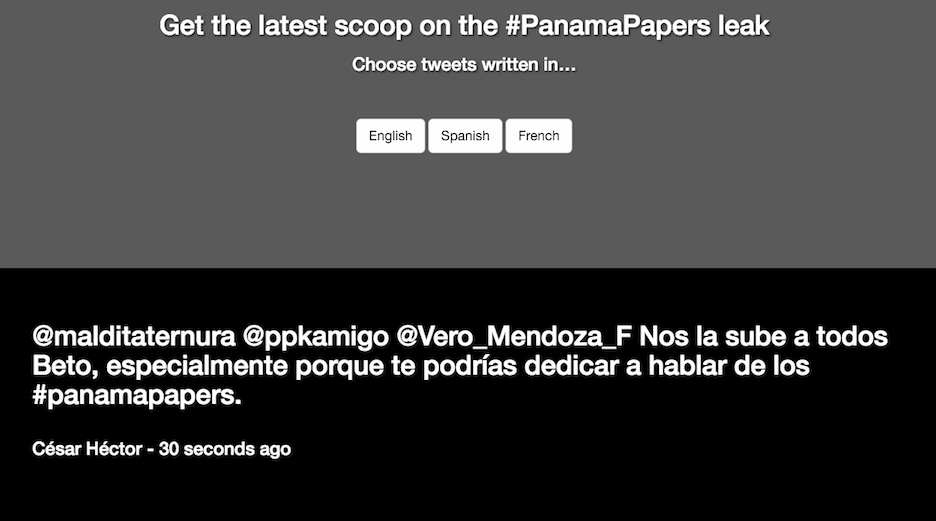 Get the latest scoop on the #PanamaPapers leak
Choose tweets written in...
English Spanish French
@malditaternura @ppkamigo @Vero_Mendoza_F Nos la sube a todos
Beto, especialmente porque te podrías dedicar a hablar de los
#panamapapers.
César Héctor - 30 seconds ago